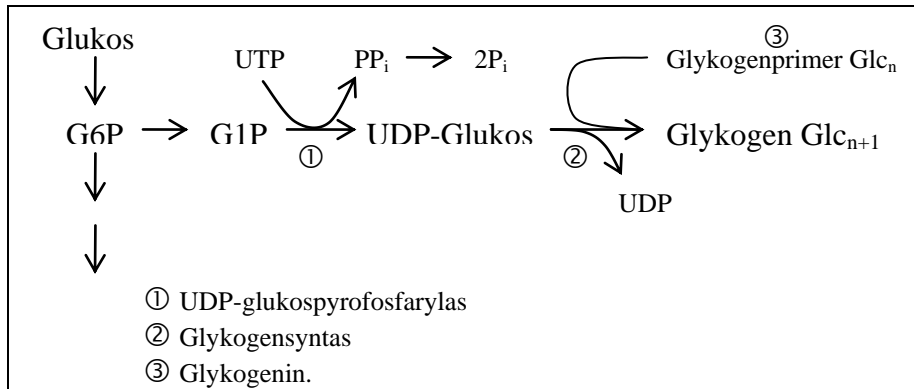 Glukos
UTP PPi 2Pi ③ Glykogenprimer Glcn
G6P G1P ① UDP-Glukos ② Glykogen Glcn+1
UDP
① UDP-glukospyrofosfarylas
② Glykogensyntas
③ Glykogenin.